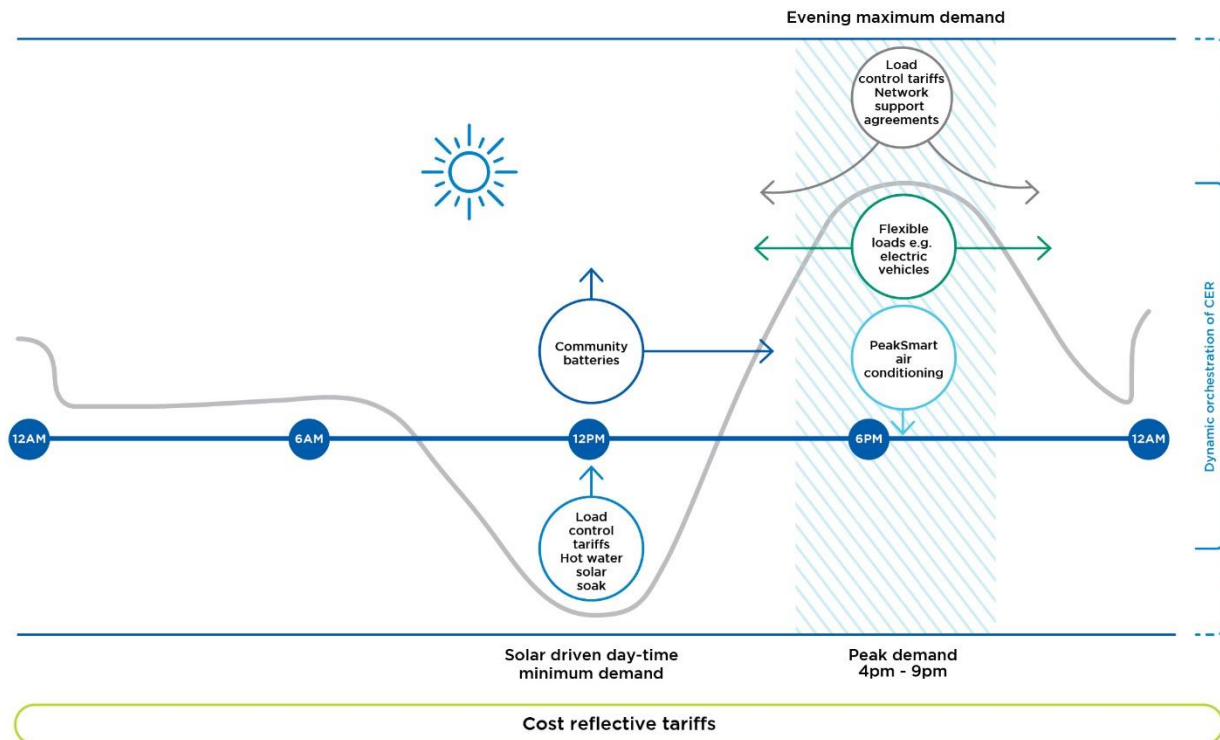 Evening maximum demand
Load
control tariffs
Network
support
agreements
Flexible
loads e.g.
electric
vehicles
Community
batteries
PeakSmart
air
conditioning
12AM
6AM
12PM
6PM
12AM
Load
control
tariffs
Hot water
solar
soak
Dynamic orchestration of CER
Solar driven day-time
minimum demand
Peak demand
4pm - 9pm
Cost reflective tariffs